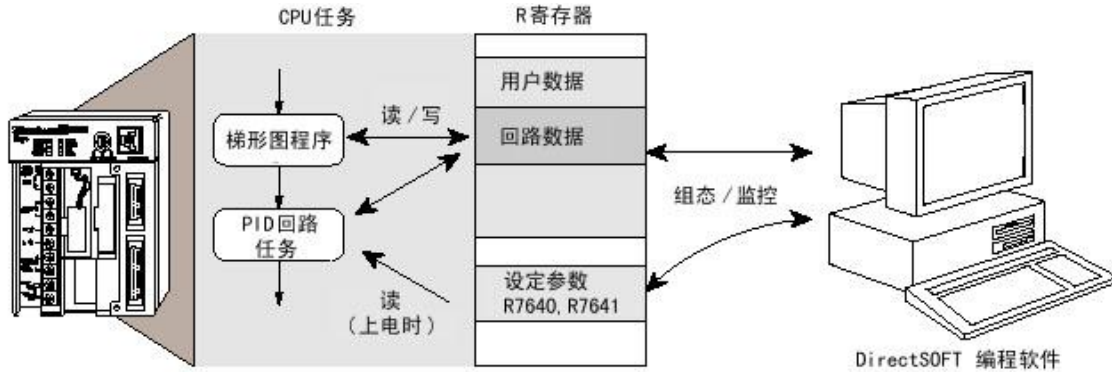 CPU任务
R寄存器
用户数据
读/写
梯形图程序
回路数据
组态/监控
PID回路
任务
设定参数
R7640, R7641
读
(上电时)
DirectSOFT 编程软件